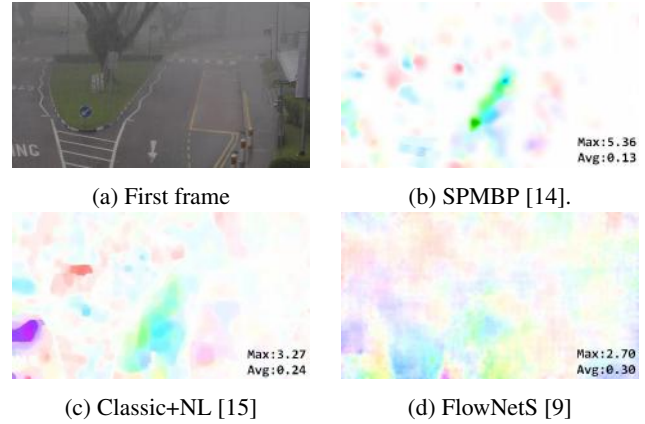 NG
Max:5.36
Avg:0.13
(a) First frame
(b) SPMBP [14].
Max:3.27
Avg:0.24
Max:2.70
Avg:0.30
(c) Classic+NL [15]
(d) FlowNetS [9]